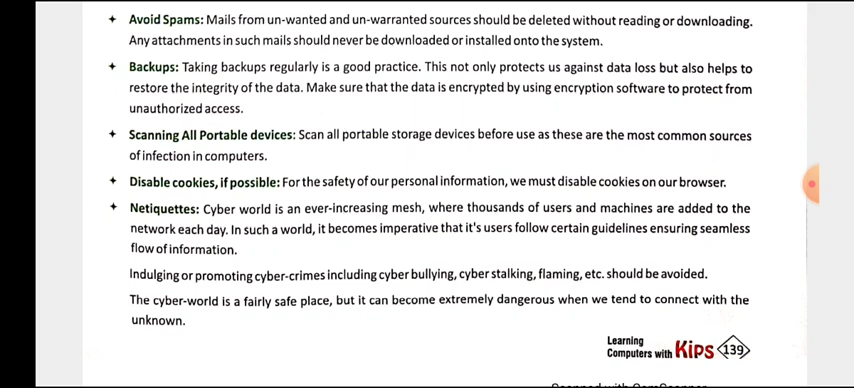 + Avoid Spams: Mails from un-wanted and un-warranted sources should be deleted without reading or downloading.
Any attachments in such mails should never be downloaded or installed onto the system.
+ Backups: Taking backups regularly is a good practice. This not only protects us against data loss but also helps to
restore the integrity of the data. Make sure that the data is encrypted by using encryption software to protect from
unauthorized access.
+ Scanning All Portable devices: Scan all portable storage devices before use as these are the most common sources
of infection in computers.
+ Disable cookies, if possible: For the safety of our personal information, we must disable cookies on our browser.
+ Netiquettes: Cyber world is an ever-increasing mesh, where thousands of users and machines are added to the
network each day. In such a world, it becomes imperative that it's users follow certain guidelines ensuring seamless
flow of information.
Indulging or promoting cyber-crimes including cyber bullying, cyber stalking, flaming, etc. should be avoided.
The cyber-world is a fairly safe place, but it can become extremely dangerous when we tend to connect with the
unknown.
Learning
Computers with KIPS 139